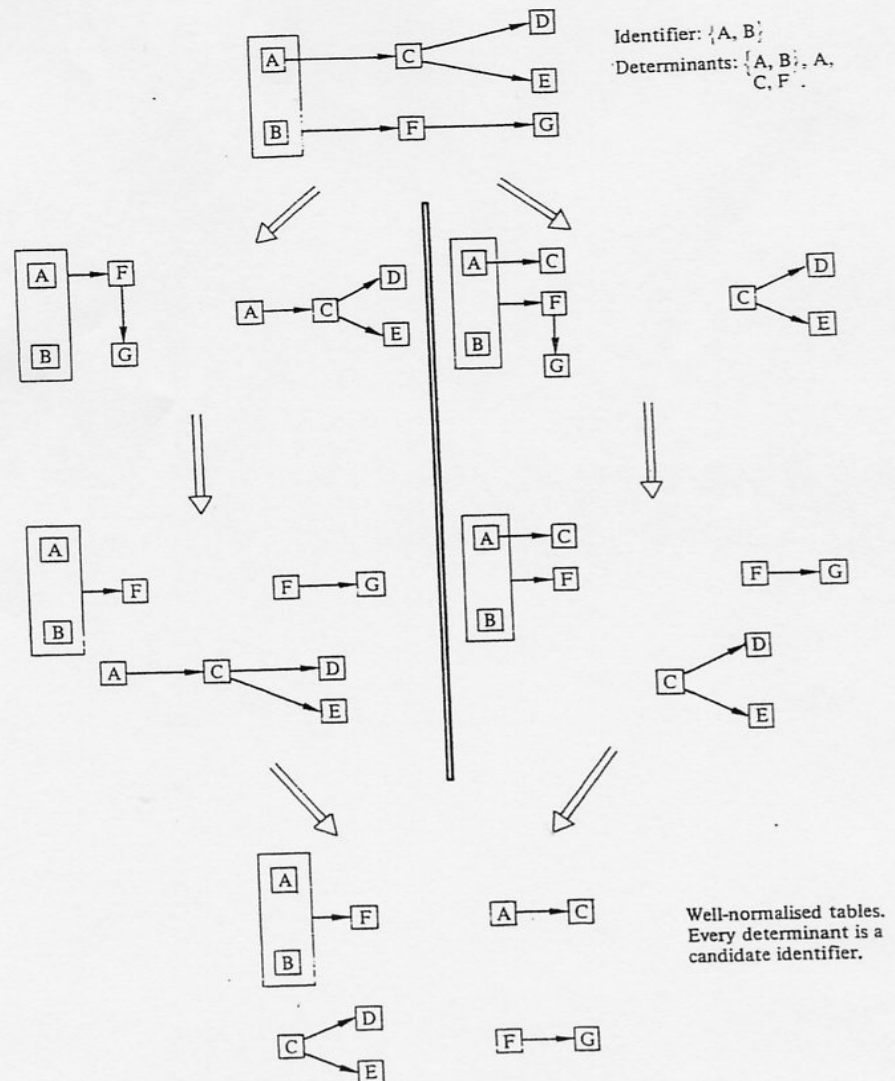 D
Identifier: {A, B}
A C
Determinants: {A, B}, A,
E C, F .
B F G
A F D A C D
A C F C
B G E B E
G
A A C
F F G F F G
B B
A C D D
C
E E
A
F A C
B
Well-normalised tables.
Every determinant is a
candidate identifier.
D
C F G
E